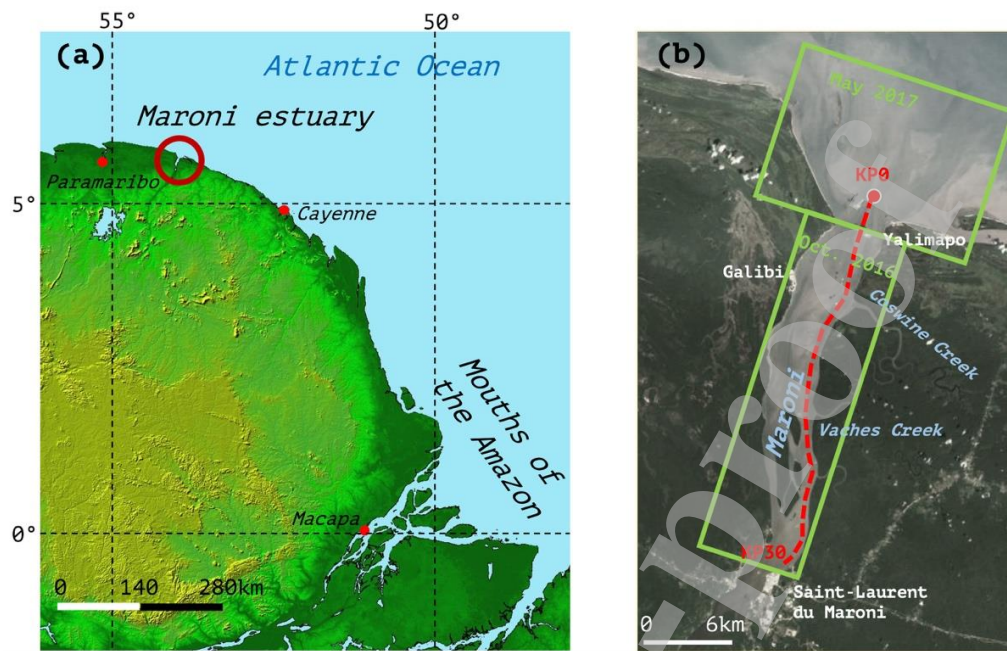 55°
50°
(a)
Atlantic Ocean
Maroni estuary
Paramaribo
5°
Cayenne
Mouths of
the Amazon
Macapa
0°
0 140 280km
(b)
May 2017
KP0
Yalimapo
Oct. 2016
Galibi
Coswine Creek
Maroni
Vaches Creek
KP30
Saint-Laurent
du Maroni
0 6km